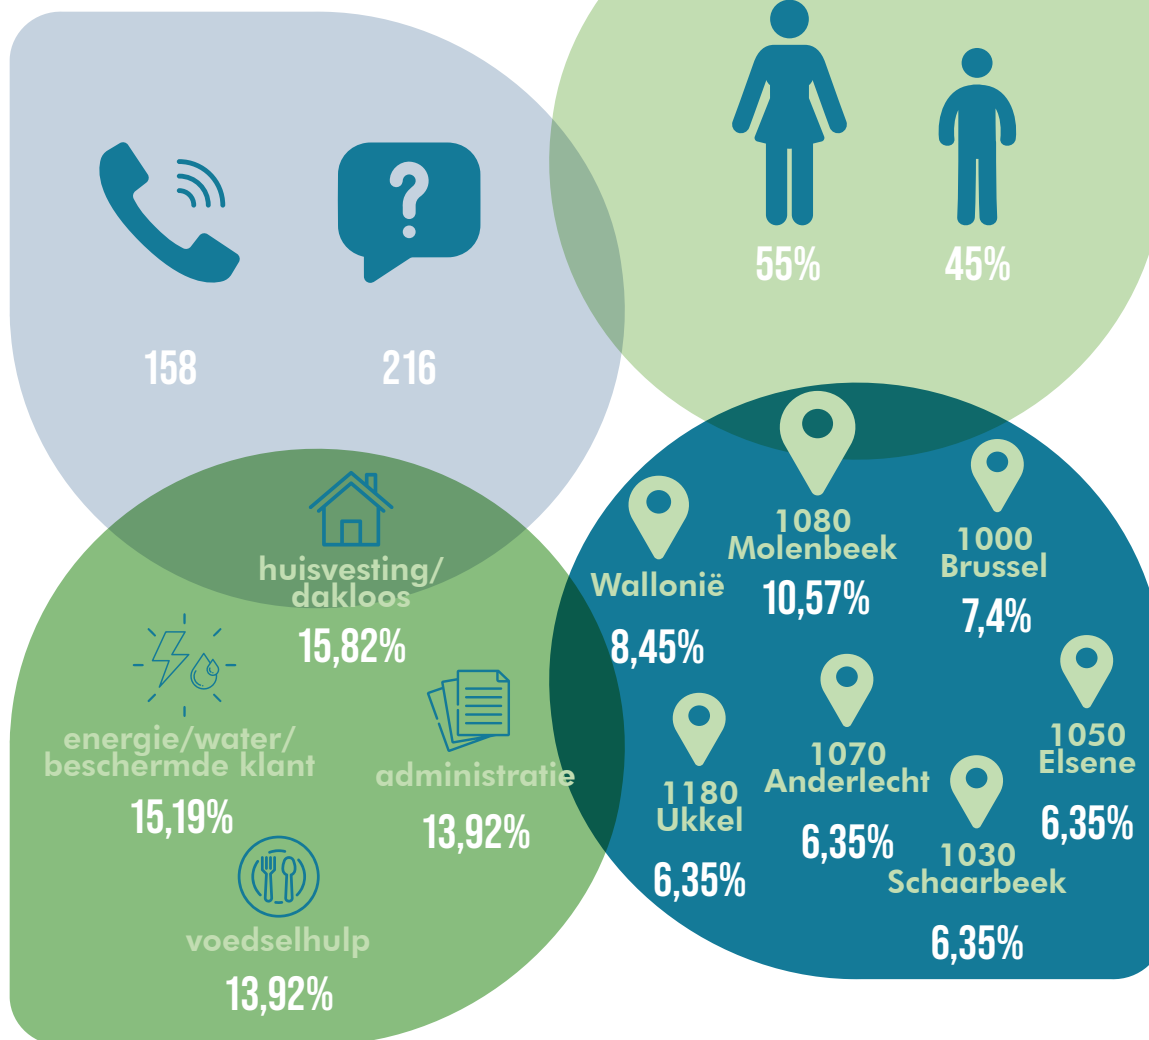 158
216
55%
45%
huisvesting/
dakloos
15,82%
energie/water/
beschermde klant
15,19%
administratie
13,92%
voedselhulp
13,92%
Wallonië
8,45%
1080
Molenbeek
10,57%
1000
Brussel
7,4%
1180
Ukkel
6,35%
1070
Anderlecht
6,35%
1030
Schaarbeek
6,35%
1050
Elsene
6,35%